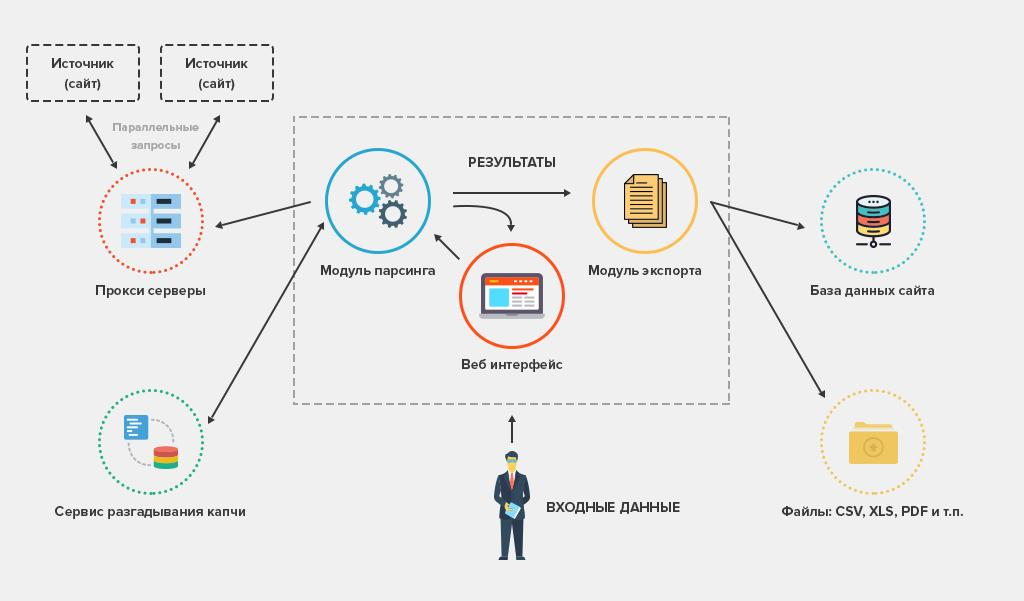 Источник
(сайт)
Источник
(сайт)
Параллельные
запросы
РЕЗУЛЬТАТЫ
Модуль парсинга
Модуль экспорта
Прокси серверы
База данных сайта
Веб интерфейс
Сервис разгадывания капчи
ВХОДНЫЕ ДАННЫЕ
Файлы: CSV, XLS, PDF и т.п.